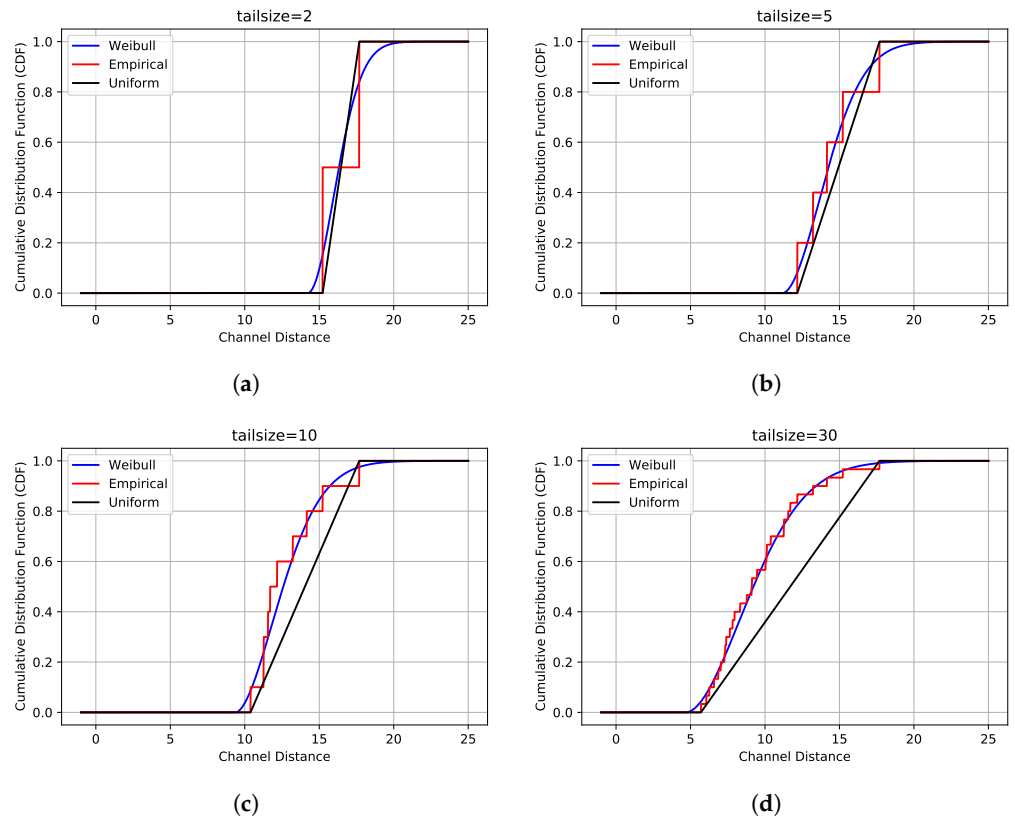 tailsize=2
Cumulative Distribution Function (CDF)
1.0
0.8
0.6
0.4
0.2
0.0
Weibull
Empirical
Uniform
0 5 10 15 20 25
Channel Distance
(a)
tailsize=5
Cumulative Distribution Function (CDF)
1.0
0.8
0.6
0.4
0.2
0.0
Weibull
Empirical
Uniform
0 5 10 15 20 25
Channel Distance
(b)
tailsize=10
Cumulative Distribution Function (CDF)
1.0
0.8
0.6
0.4
0.2
0.0
Weibull
Empirical
Uniform
0 5 10 15 20 25
Channel Distance
(c)
tailsize=30
Cumulative Distribution Function (CDF)
1.0
0.8
0.6
0.4
0.2
0.0
Weibull
Empirical
Uniform
0 5 10 15 20 25
Channel Distance
(d)